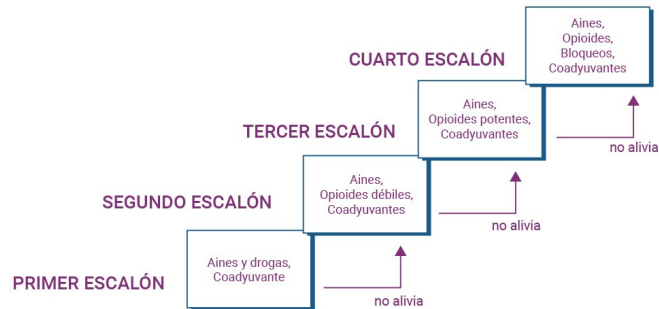 CUARTO ESCALÓN
Aines,
Opioides,
Bloqueos,
Coadyuvantes
TERCER ESCALÓN
Aines,
Opioides potentes,
Coadyuvantes
no alivia
SEGUNDO ESCALÓN
Aines,
Opioides débiles,
Coadyuvantes
no alivia
PRIMER ESCALÓN
Aines y drogas,
Coadyuvante
no alivia